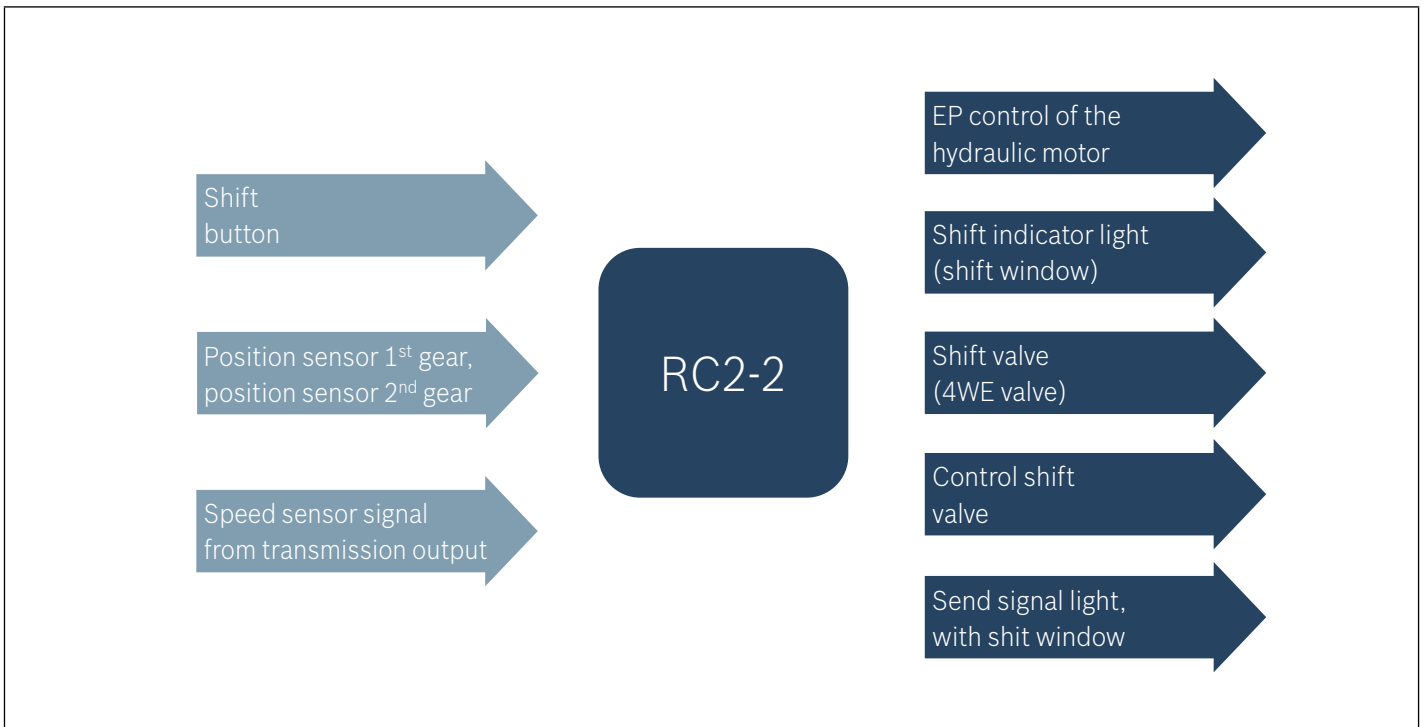 Shift
button
Position sensor 1st gear,
position sensor 2nd gear
Speed sensor signal
from transmission output
RC2-2
EP control of the
hydraulic motor
Shift indicator light
(shift window)
Shift valve
(4WE valve)
Control shift
valve
Send signal light,
with shit window